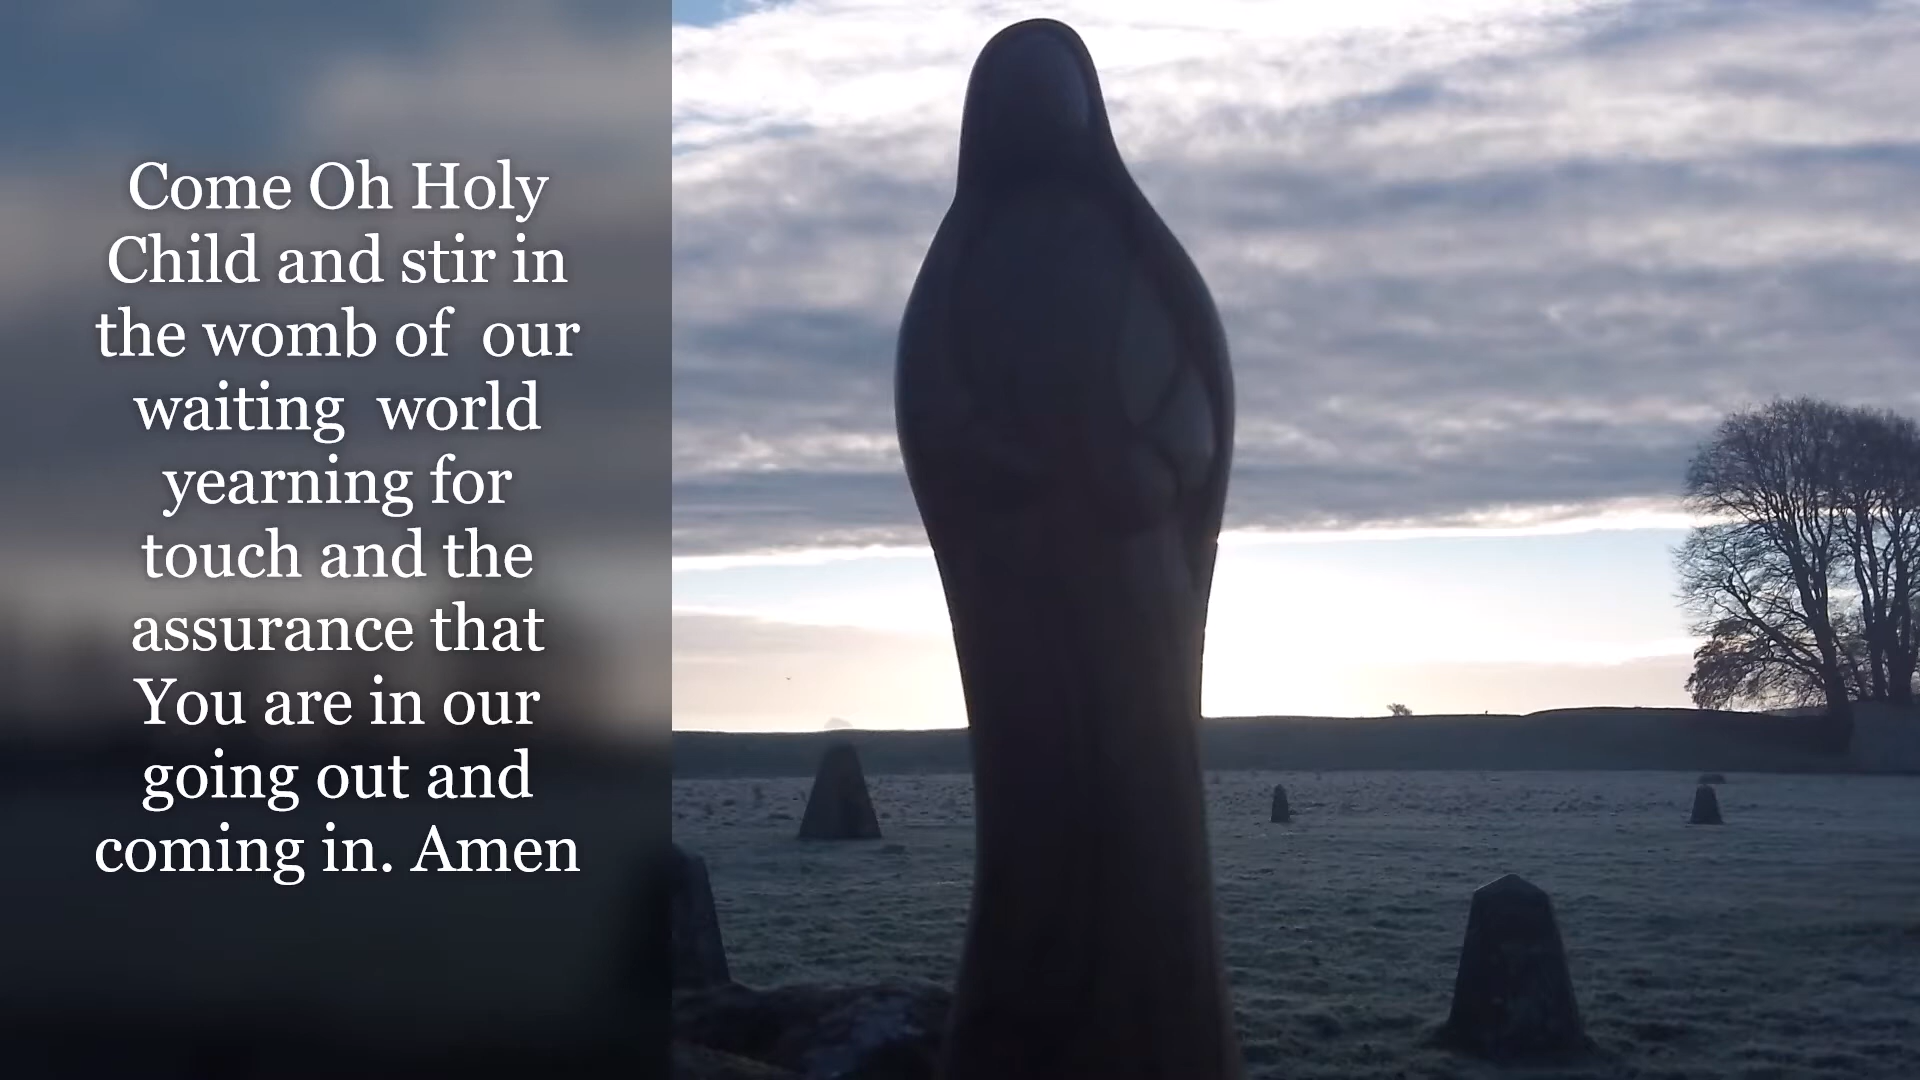 Come Oh Holy
Child and stir in
the womb of  our
waiting  world
yearning for
touch and the
assurance that
You are in our
going out and
coming in. Amen